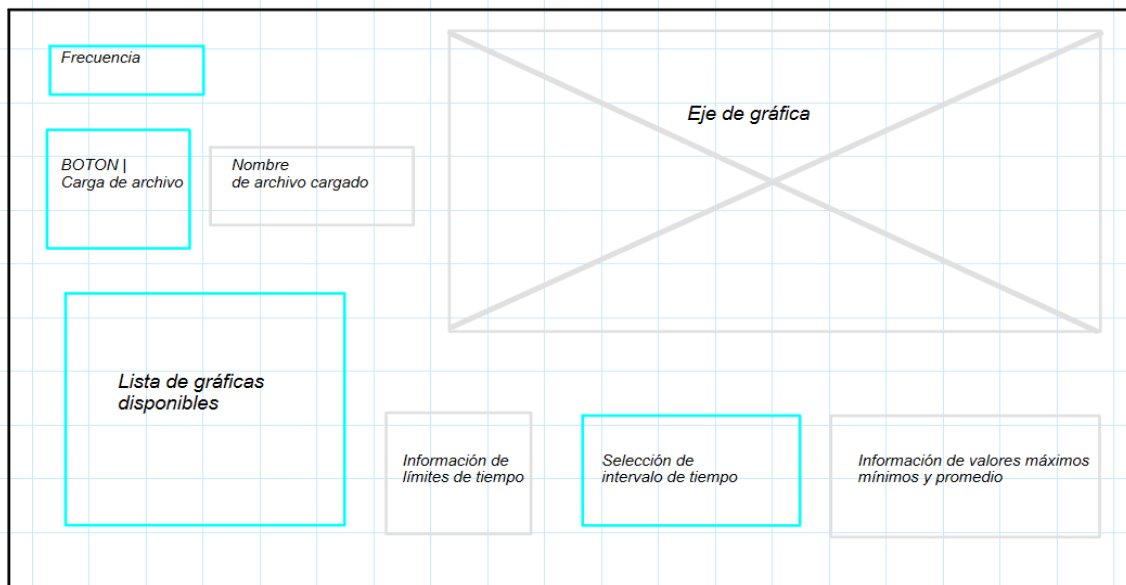 Frecuencia
Eje de gráfica
BOTON |
Carga de archivo
Nombre
de archivo cargado
Lista de gráficas
disponibles
Información de
límites de tiempo
Selección de
intervalo de tiempo
Información de valores máximos
mínimos y promedio